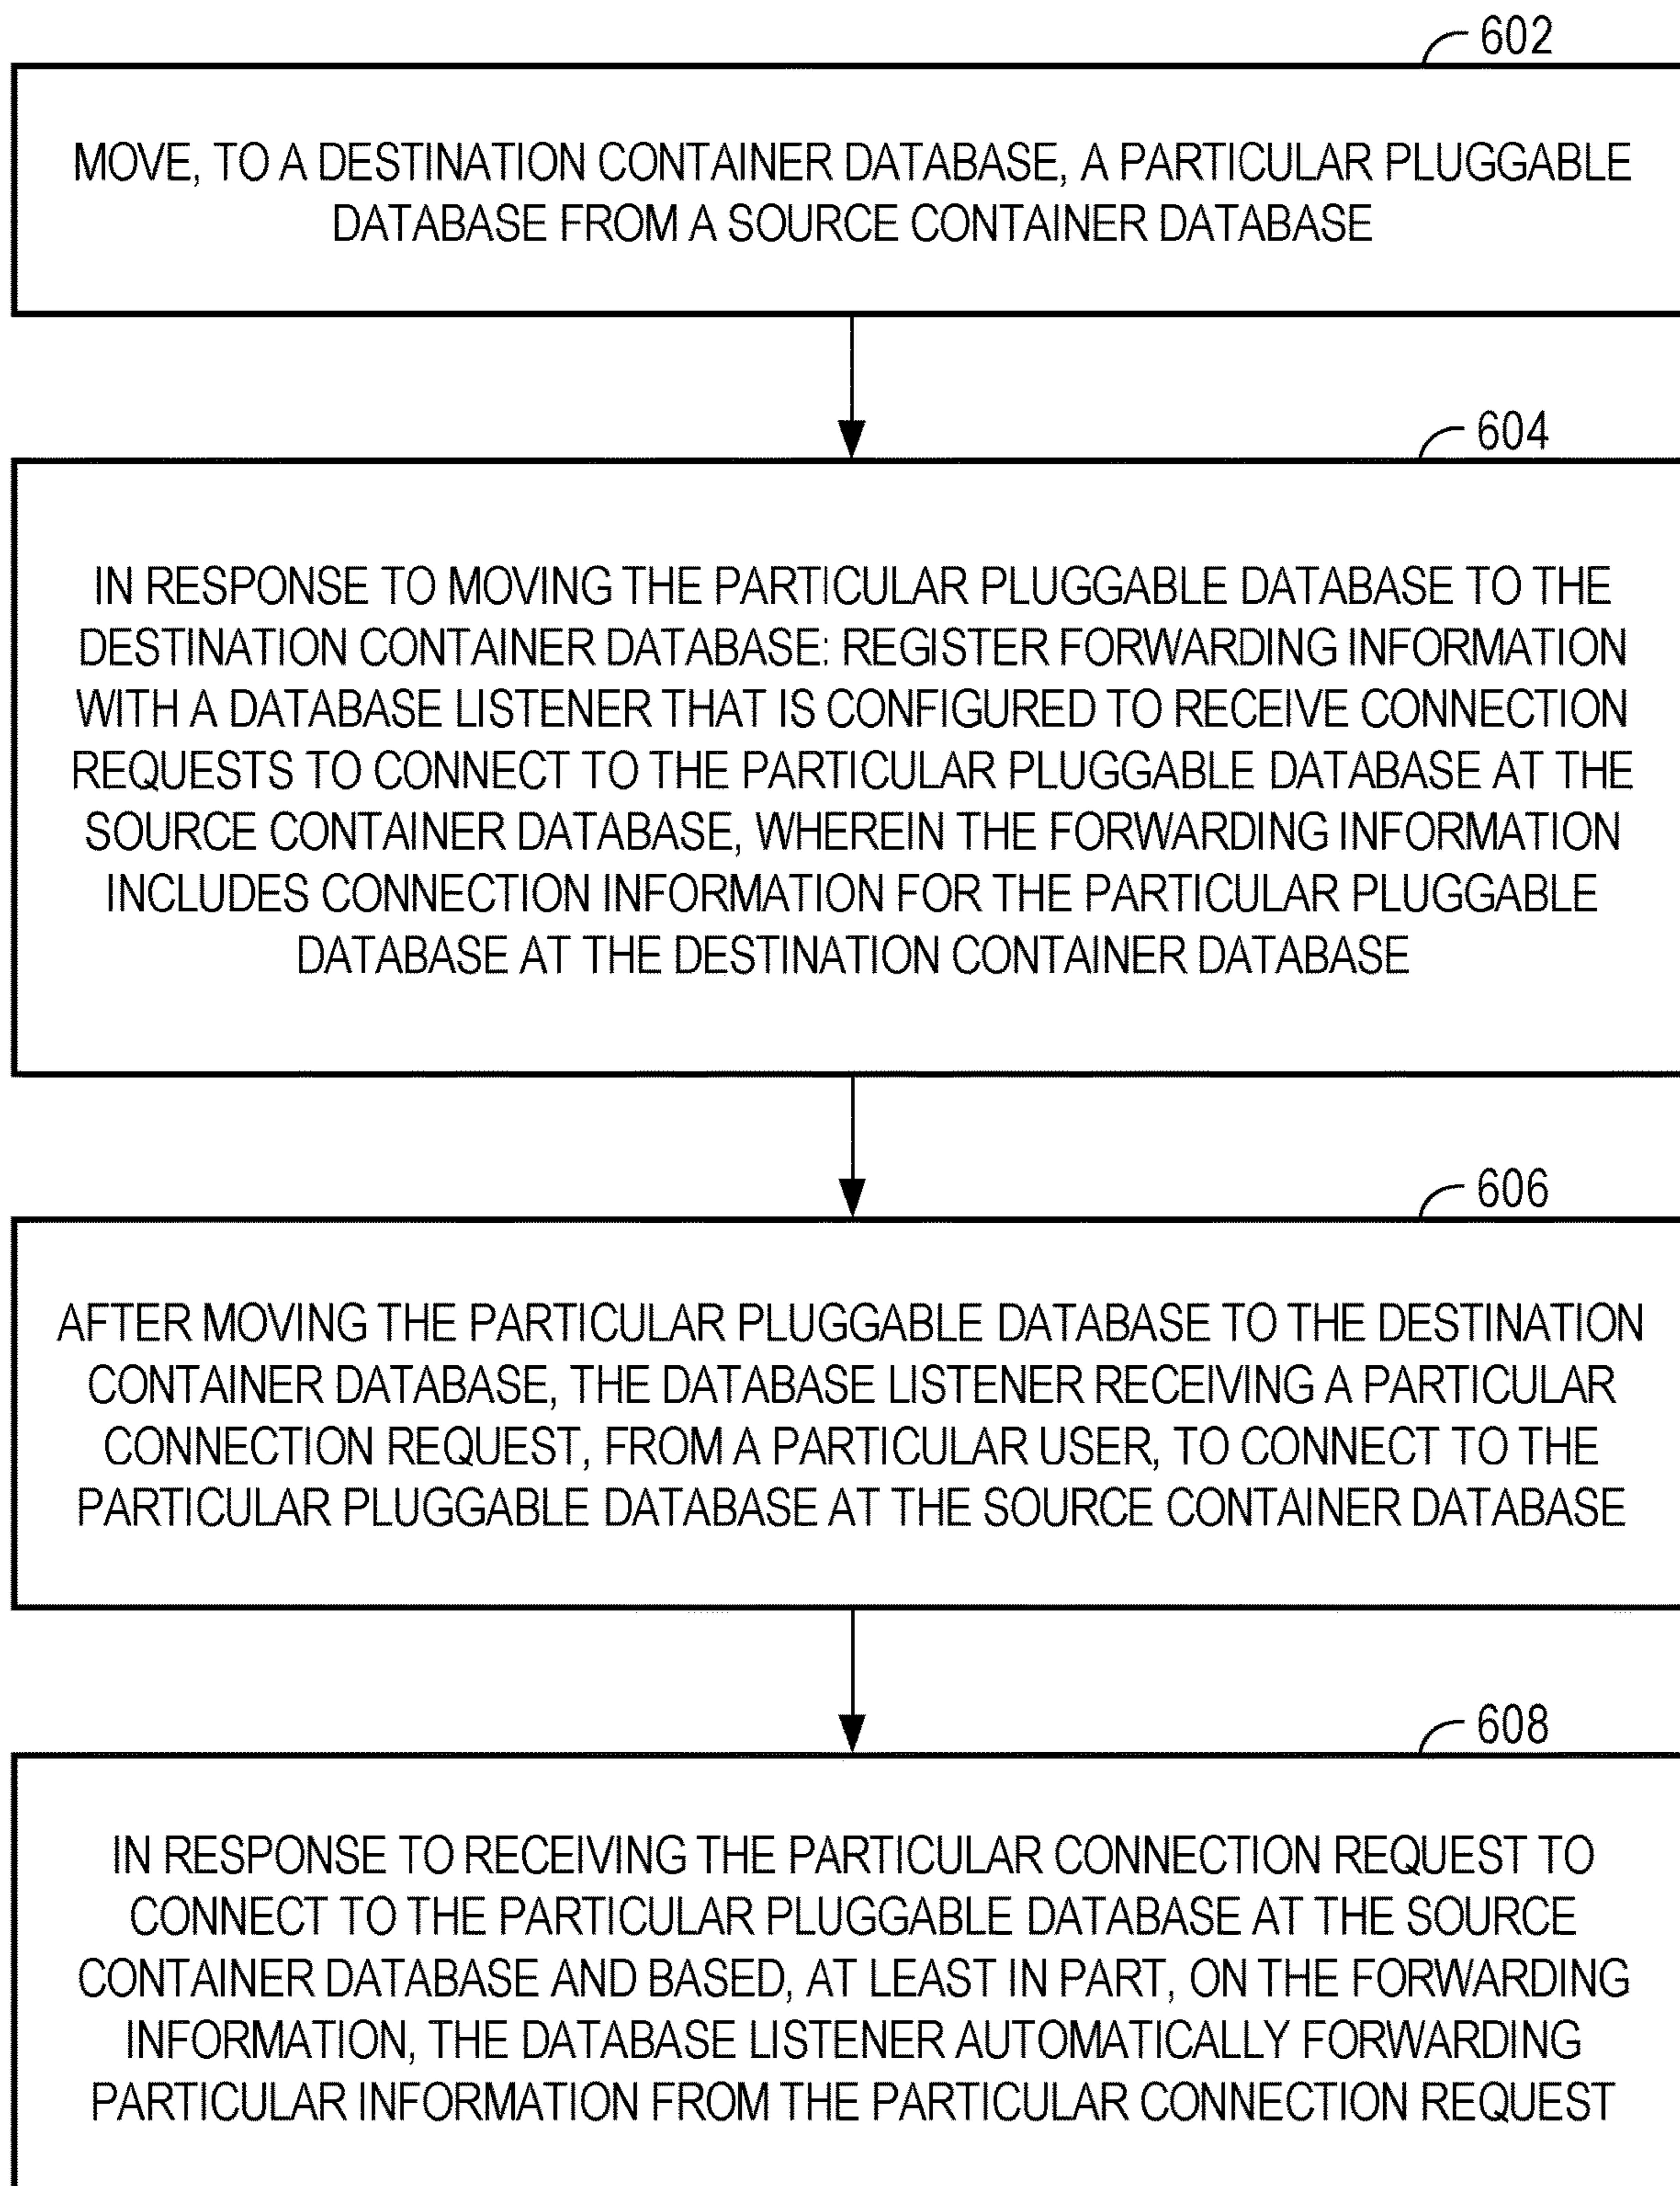 602
MOVE, TO A DESTINATION CONTAINER DATABASE, A PARTICULAR PLUGGABLE
DATABASE FROM A SOURCE CONTAINER DATABASE
604
IN RESPONSE TO MOVING THE PARTICULAR PLUGGABLE DATABASE TO THE
DESTINATION CONTAINER DATABASE: REGISTER FORWARDING INFORMATION
WITH A DATABASE LISTENER THAT IS CONFIGURED TO RECEIVE CONNECTION
REQUESTS TO CONNECT TO THE PARTICULAR PLUGGABLE DATABASE AT THE
SOURCE CONTAINER DATABASE, WHEREIN THE FORWARDING INFORMATION
INCLUDES CONNECTION INFORMATION FOR THE PARTICULAR PLUGGABLE
DATABASE AT THE DESTINATION CONTAINER DATABASE
606
AFTER MOVING THE PARTICULAR PLUGGABLE DATABASE TO THE DESTINATION
CONTAINER DATABASE, THE DATABASE LISTENER RECEIVING A PARTICULAR
CONNECTION REQUEST, FROM A PARTICULAR USER, TO CONNECT TO THE
PARTICULAR PLUGGABLE DATABASE AT THE SOURCE CONTAINER DATABASE
608
IN RESPONSE TO RECEIVING THE PARTICULAR CONNECTION REQUEST TO
CONNECT TO THE PARTICULAR PLUGGABLE DATABASE AT THE SOURCE
CONTAINER DATABASE AND BASED, AT LEAST IN PART, ON THE FORWARDING
INFORMATION, THE DATABASE LISTENER AUTOMATICALLY FORWARDING
PARTICULAR INFORMATION FROM THE PARTICULAR CONNECTION REQUEST